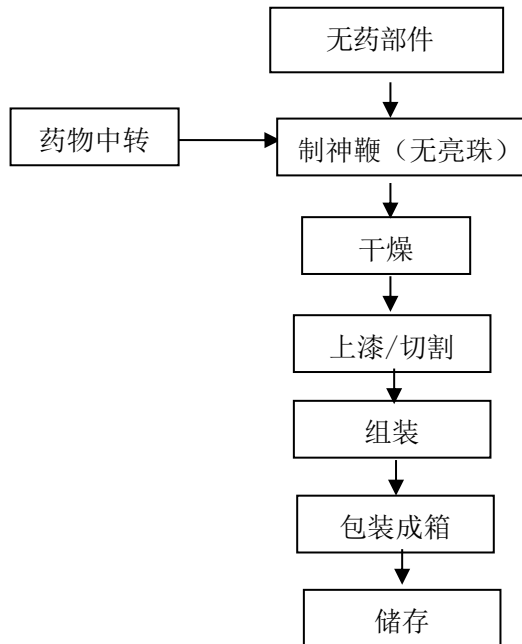 无药部件
药物中转
制神鞭（无亮珠）
干燥
上漆/切割
组装
包装成箱
储存